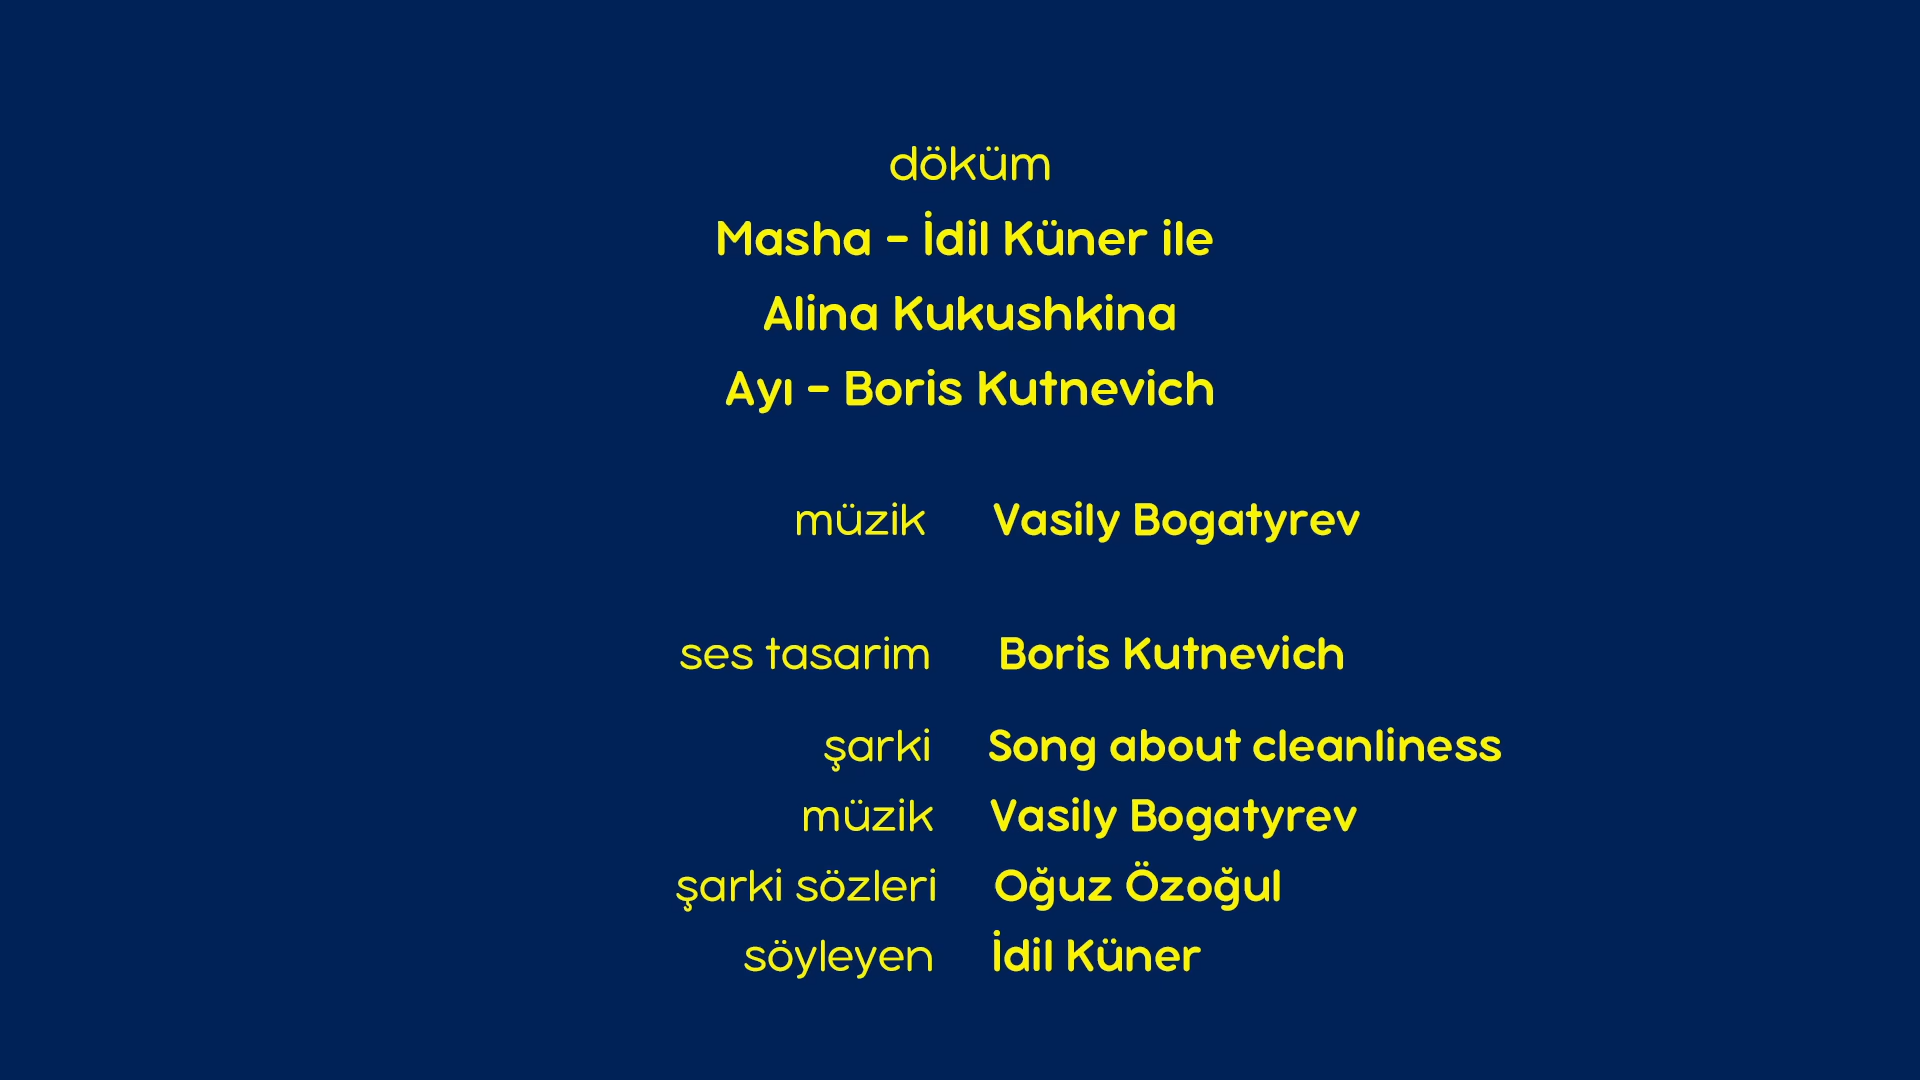 döküm
Masha - İdil Küner ile
Alina Kukushkina
Ayı - Boris Kutnevich
müzik Vasily Bogatyrev
ses tasarim Boris Kutnevich
şarki Song about cleanliness
müzik Vasily Bogatyrev
şarki sözleri Oğuz Özoğul
söyleyen İdil Küner